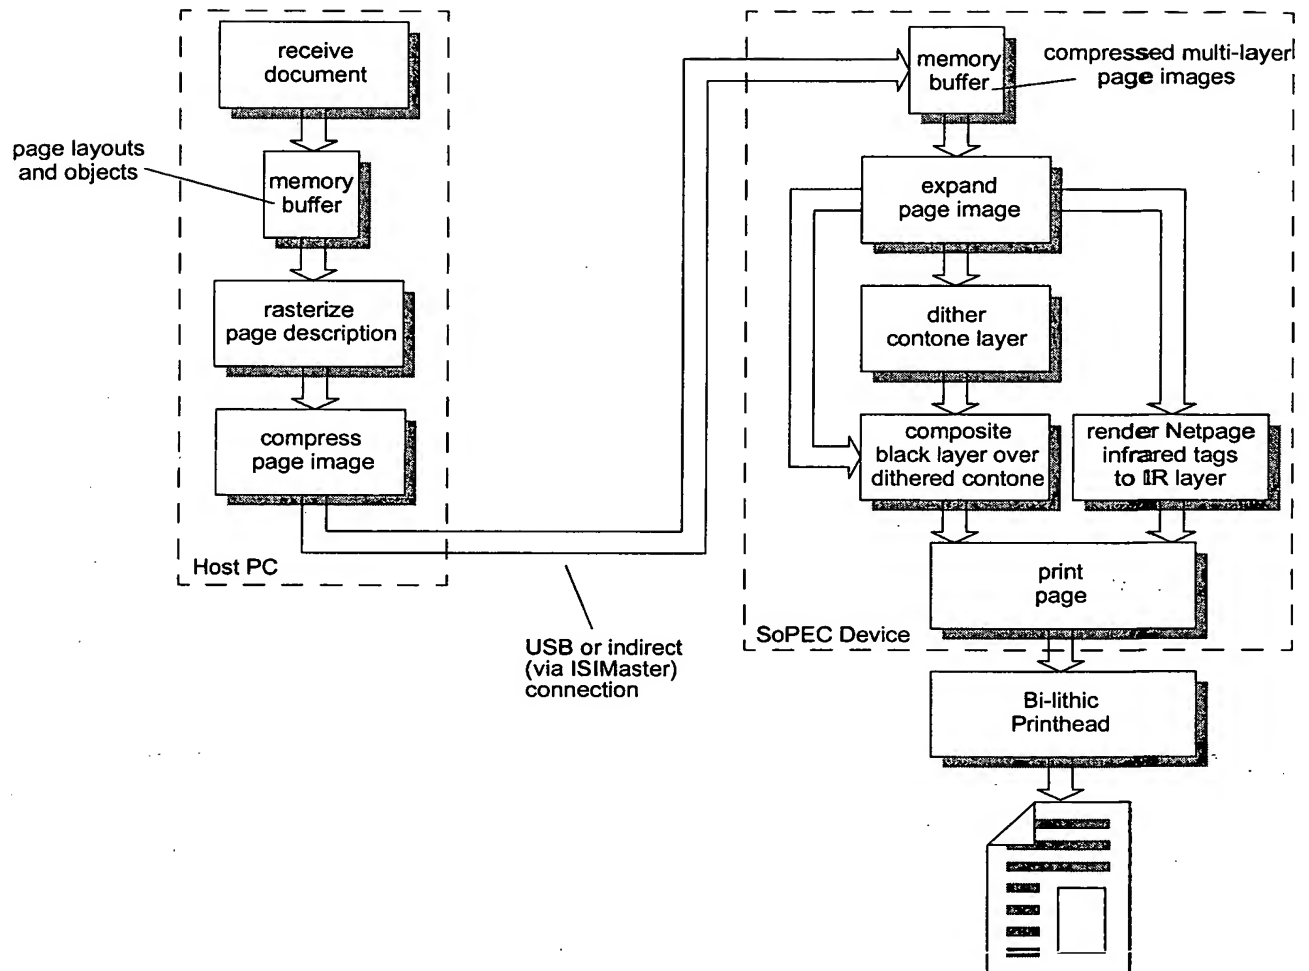 receive
document
page layouts
and objects
memory
buffer
rasterize
page description
compress
page image
Host PC
USB or indirect
(via ISIMaster)
connection
memory
buffer
compressed multi-layer
page images
expand
page image
dither
contone layer
composite
black layer over
dithered contone
render Netpage
infrared tags
to IR layer
print
page
SoPEC Device
Bi-lithic
Printhead